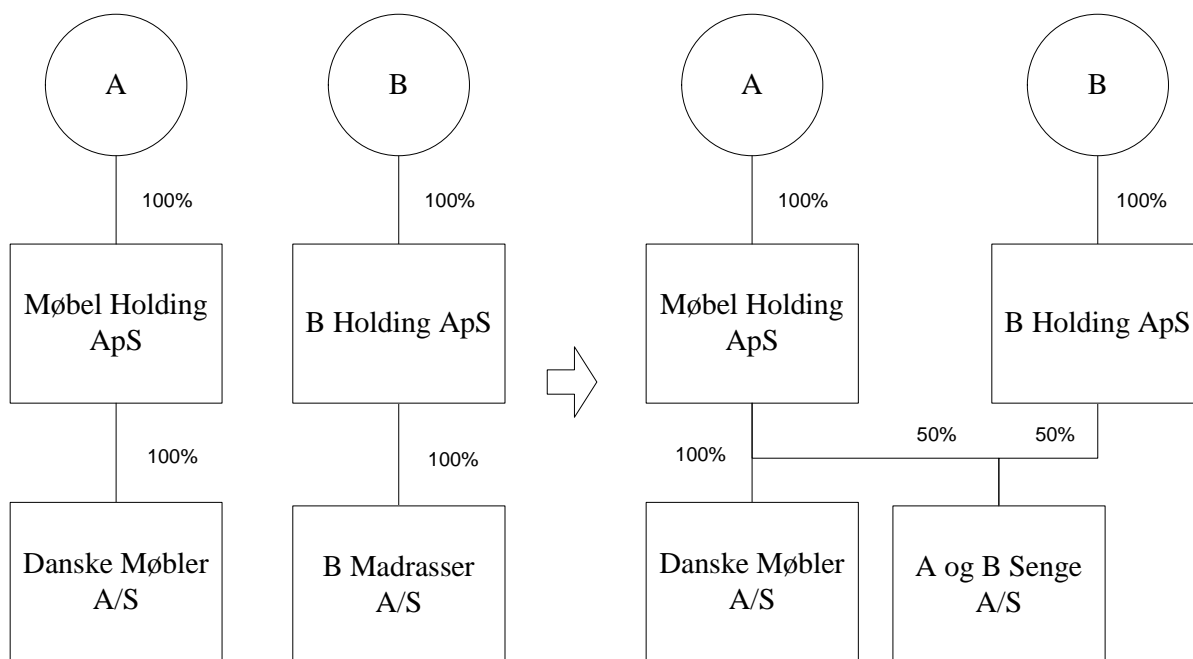 A
B
A
B
100%
100%
100%
100%
Møbel Holding
ApS
B Holding ApS
Møbel Holding
ApS
B Holding ApS
100%
100%
100%
50%
50%
Danske Møbler
A/S
B Madrasser
A/S
Danske Møbler
A/S
A og B Senge
A/S